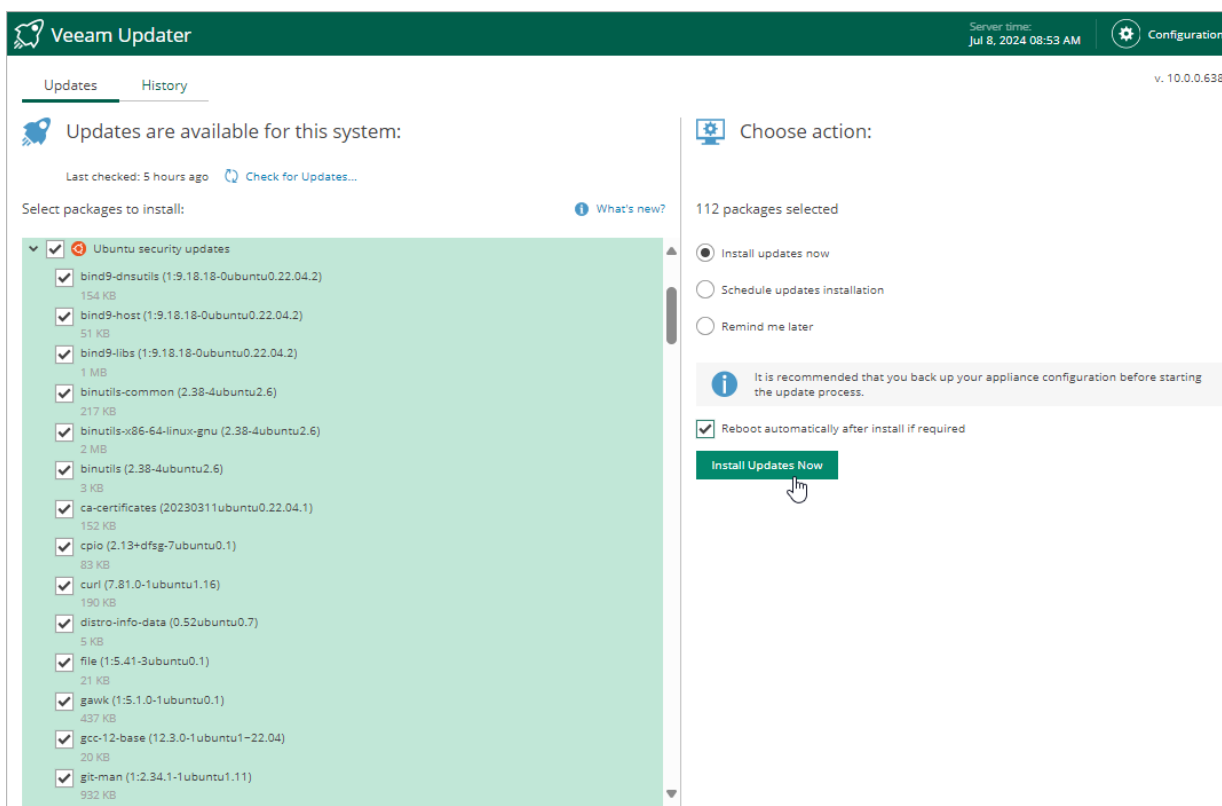 Veeam Updater
Server time:
Jul 8, 2024 08:53 AM
Configuration
Updates
History
v. 10.0.0.638
Updates are available for this system:
Last checked: 5 hours ago
Check for Updates...
Select packages to install:
What's new?
Ubuntu security updates
bind9-dnsutils (1:9.18.18-0ubuntu0.22.04.2)
154 KB
bind9-host (1:9.18.18-0ubuntu0.22.04.2)
51 KB
bind9-libs (1:9.18.18-0ubuntu0.22.04.2)
1 MB
binutils-common (2.38-4ubuntu2.6)
217 KB
binutils-x86-64-linux-gnu (2.38-4ubuntu2.6)
2 MB
binutils (2.38-4ubuntu2.6)
3 KB
ca-certificates (20230311ubuntu0.22.04.1)
152 KB
cpio (2.13+dfsg-7ubuntu0.1)
83 KB
curl (7.81.0-1ubuntu1.16)
190 KB
distro-info-data (0.52ubuntu0.7)
5 KB
file (1:5.41-3ubuntu0.1)
21 KB
gawk (1:5.1.0-1ubuntu0.1)
437 KB
gcc-12-base (12.3.0-1ubuntu1~22.04)
20 KB
git-man (1:2.34.1-1ubuntu1.11)
932 KB
Choose action:
112 packages selected
Install updates now
Schedule updates installation
Remind me later
It is recommended that you back up your appliance configuration before starting
the update process.
Reboot automatically after install if required
Install Updates Now